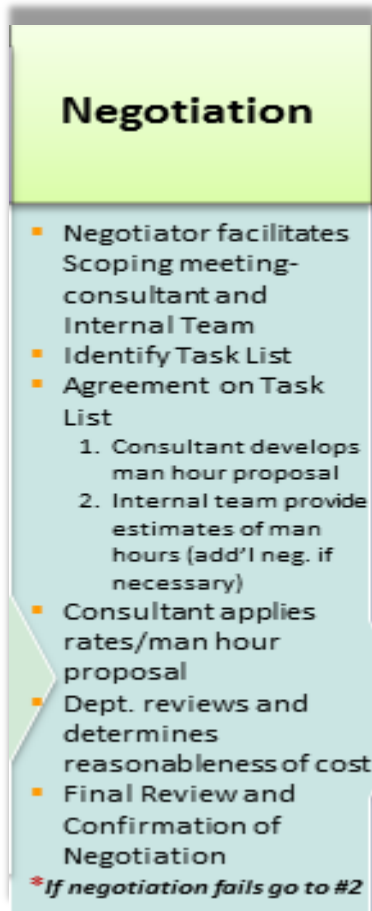 Negotiation
▪ Negotiator facilitates
Scoping meeting-
consultant and
Internal Team
▪ Identify Task List
▪ Agreement on Task
List
1. Consultant develops
man hour proposal
2. Internal team provide
estimates of man
hours (add'l neg. if
necessary)
▪ Consultant applies
rates/man hour
proposal
▪ Dept. reviews and
determines
reasonableness of cost
▪ Final Review and
Confirmation of
Negotiation
*If negotiation fails go to #2